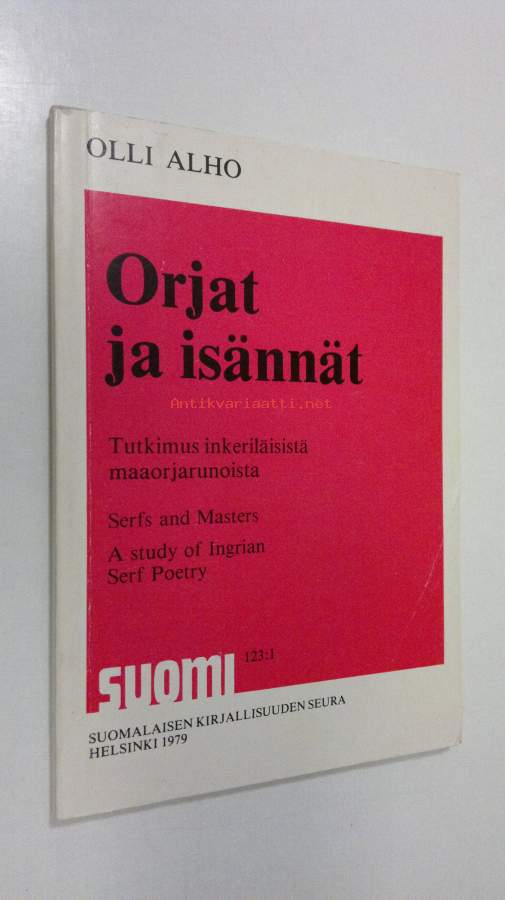 OLLI ALHO
Orjat
ja isännät
Antikvariaatti.net
Tutkimus inkeriläisistä
maaorjarunoista
Serfs and Masters
A study of Ingrian
Serf Poetry
suomi 123:1
SUOMALAISEN KIRJALLISUUDEN SEURA
HELSINKI 1979